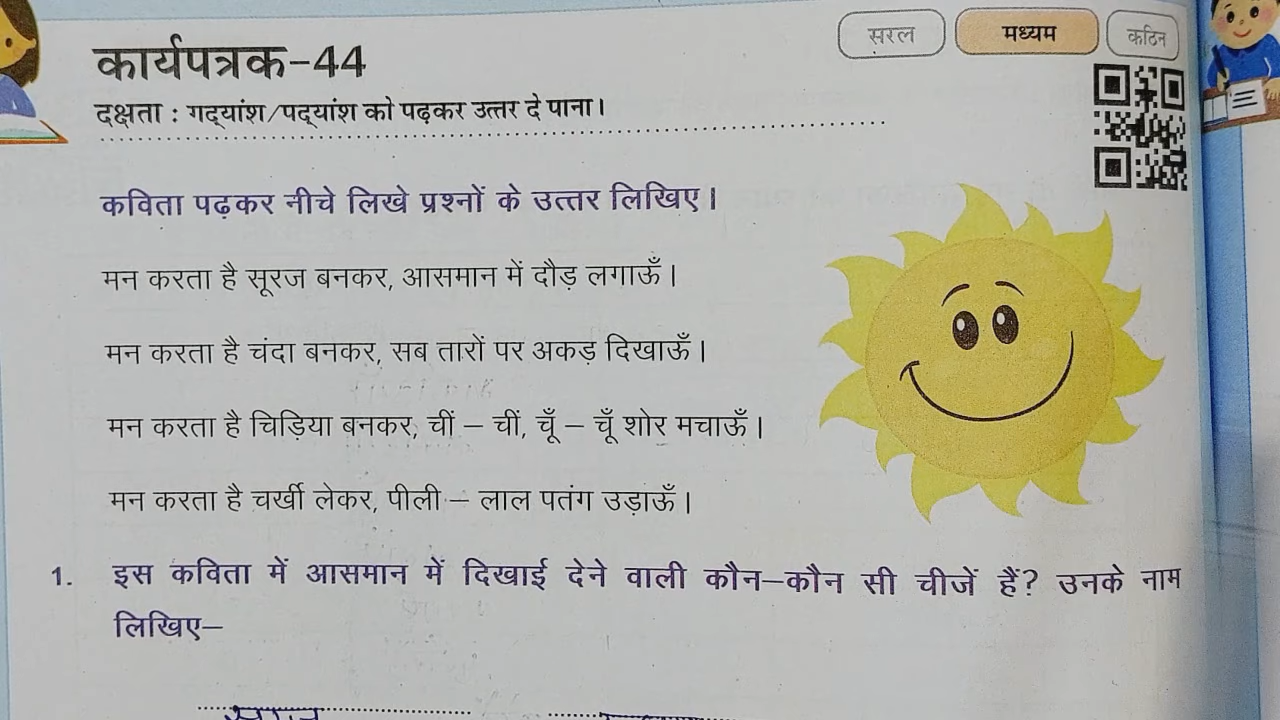 कार्यपत्रक-44
सरल
मध्यम
कठिन
दक्षता : गद्यांश/पद्यांश को पढ़कर उत्तर दे पाना।
कविता पढ़कर नीचे लिखे प्रश्नों के उत्तर लिखिए।
मन करता है सूरज बनकर, आसमान में दौड़ लगाऊँ।
मन करता है चंदा बनकर, सब तारों पर अकड़ दिखाऊँ।
मन करता है चिड़िया बनकर, चीं – चीं, चूँ – चूँ शोर मचाऊँ।
मन करता है चर्खी लेकर, पीली – लाल पतंग उड़ाऊँ।
1. इस कविता में आसमान में दिखाई देने वाली कौन–कौन सी चीजें हैं? उनके नाम
लिखिए–